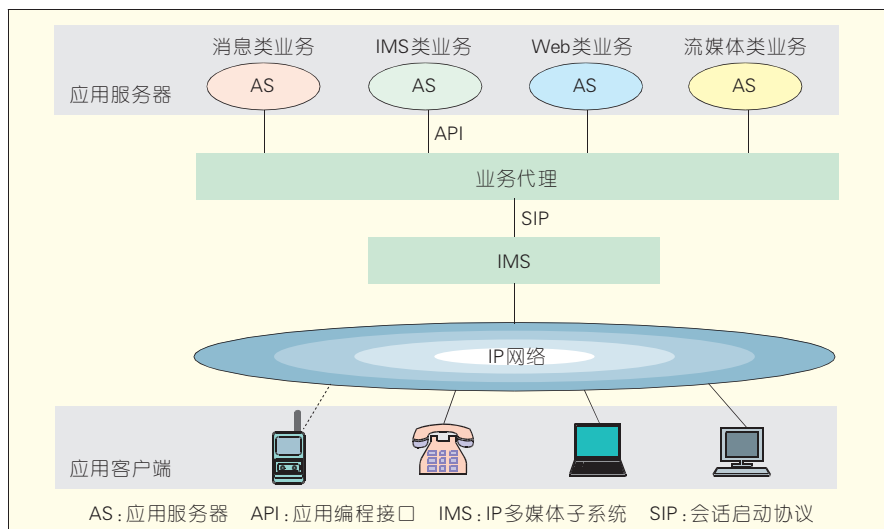 消息类业务 IMS类业务 Web类业务 流媒体类业务
AS AS AS AS
应用服务器
API
业务代理
SIP
IMS
IP网络
应用客户端
AS:应用服务器 API:应用编程接口 IMS:IP多媒体子系统 SIP:会话启动协议